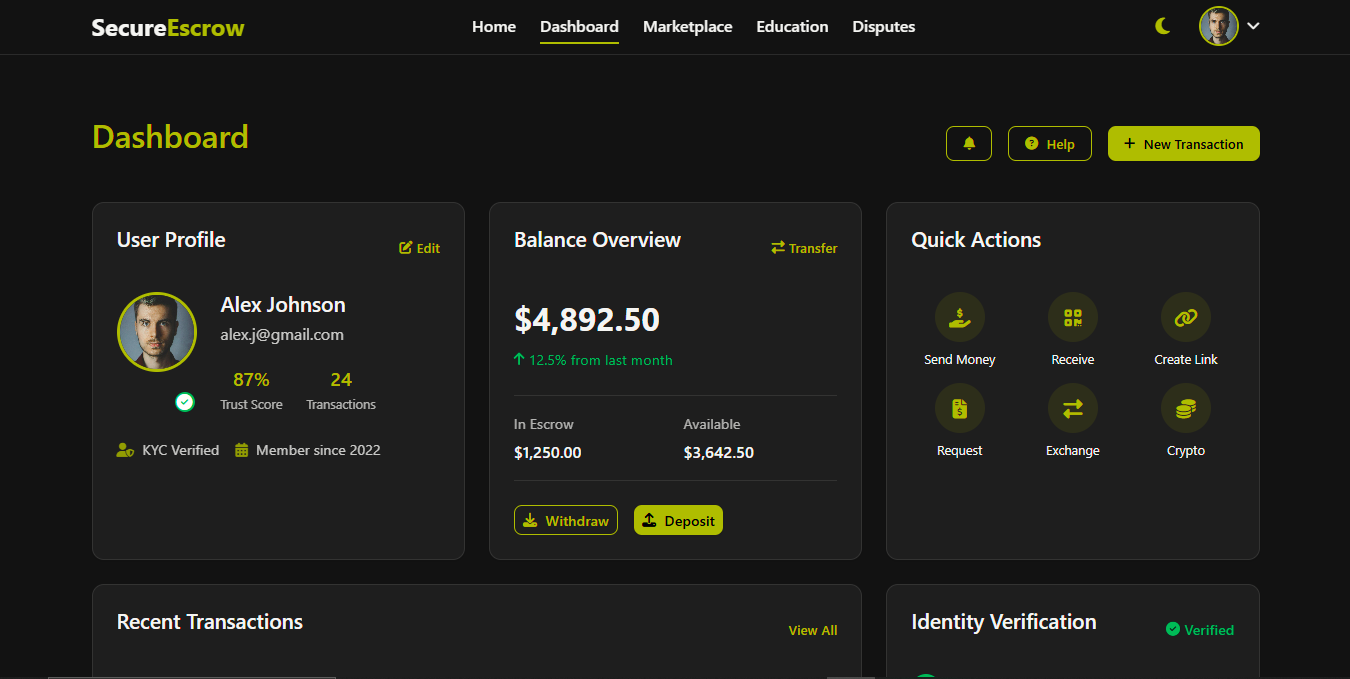 SecureEscrow
Home Dashboard Marketplace Education Disputes
Dashboard
Help
New Transaction
User Profile
Edit
Alex Johnson
alex.j@gmail.com
87% 24
Trust Score Transactions
KYC Verified Member since 2022
Balance Overview
Transfer
$4,892.50
12.5% from last month
In Escrow Available
$1,250.00 $3,642.50
Withdraw Deposit
Quick Actions
Send Money Receive Create Link
Request Exchange Crypto
Recent Transactions
View All
Identity Verification
Verified